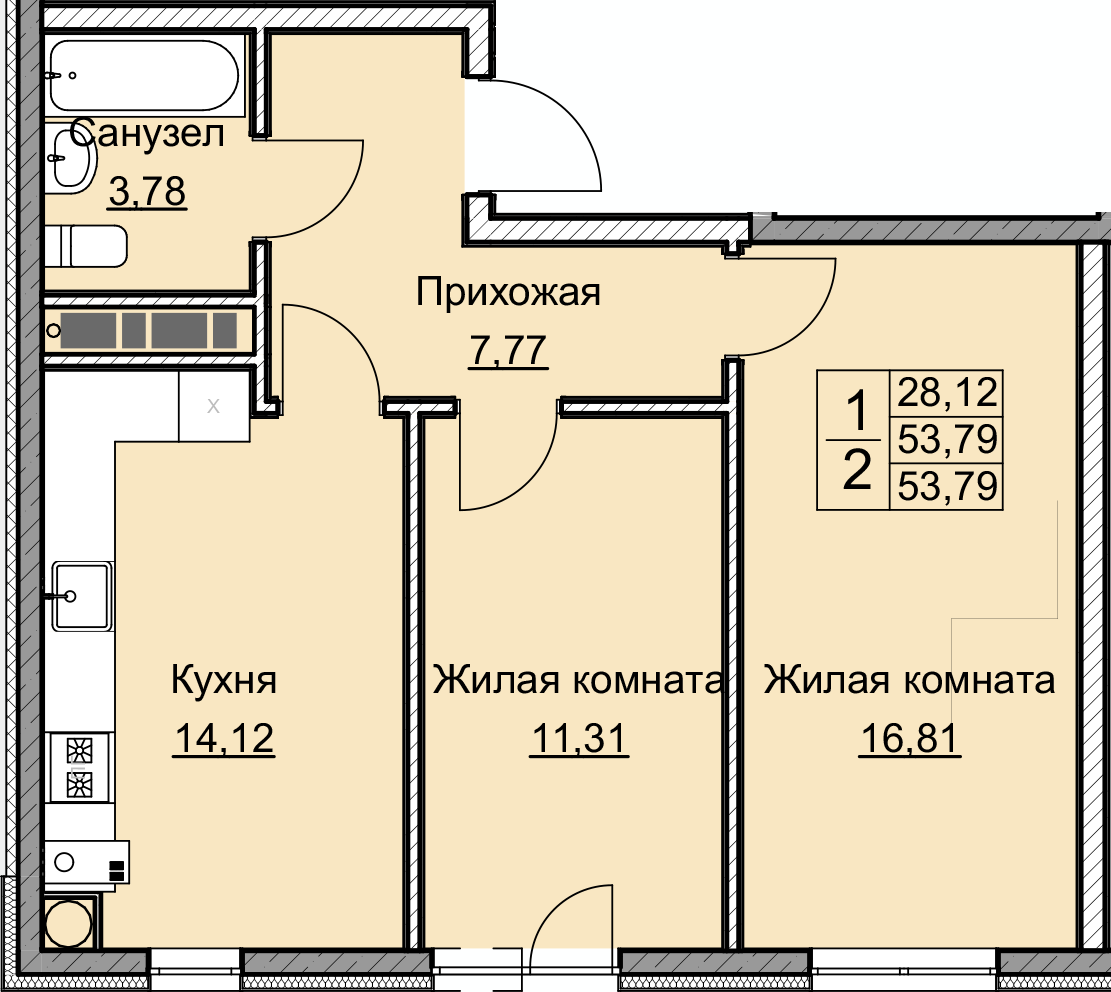 Санузел
3,78
Прихожая
7,77
X
1
2
28,12
53,79
53,79
Кухня
14,12
Жилая комната
11,31
Жилая комната
16,81